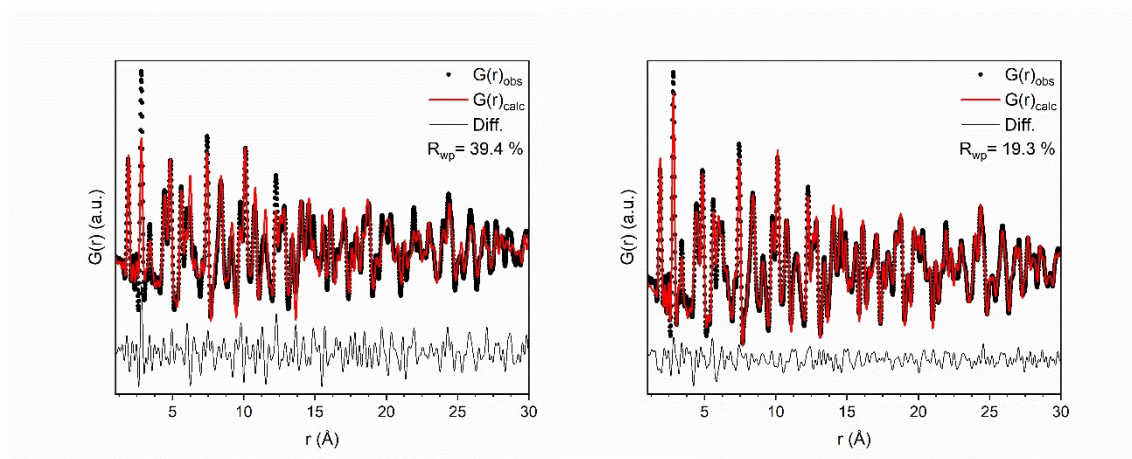 G(r)obs
G(r)calc
Diff.
Rwp= 39.4 %
G(r) (a.u.)
5 10 15 20 25 30
r (Å)
G(r)obs
G(r)calc
Diff.
Rwp= 19.3 %
G(r) (a.u.)
5 10 15 20 25 30
r (Å)